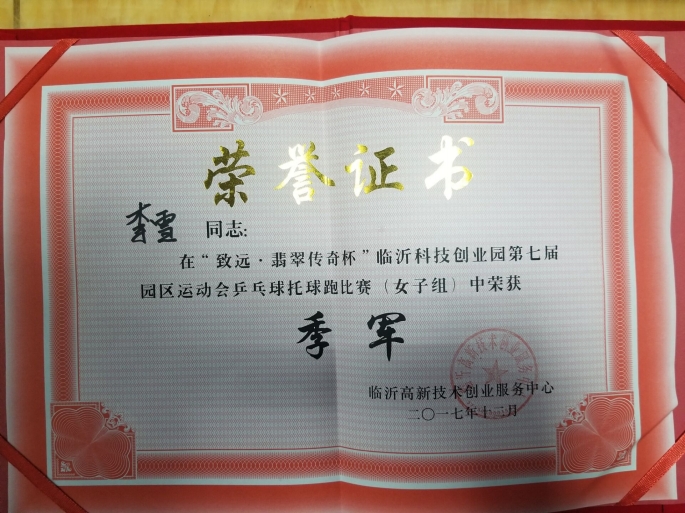 荣誉证书
李雪 同志:
在“致远·翡翠传奇杯”临沂科技创业园第七届
园区运动会乒乓球托球跑比赛(女子组)中荣获
季军
临沂高新技术创业服务中心
二〇一七年十二月